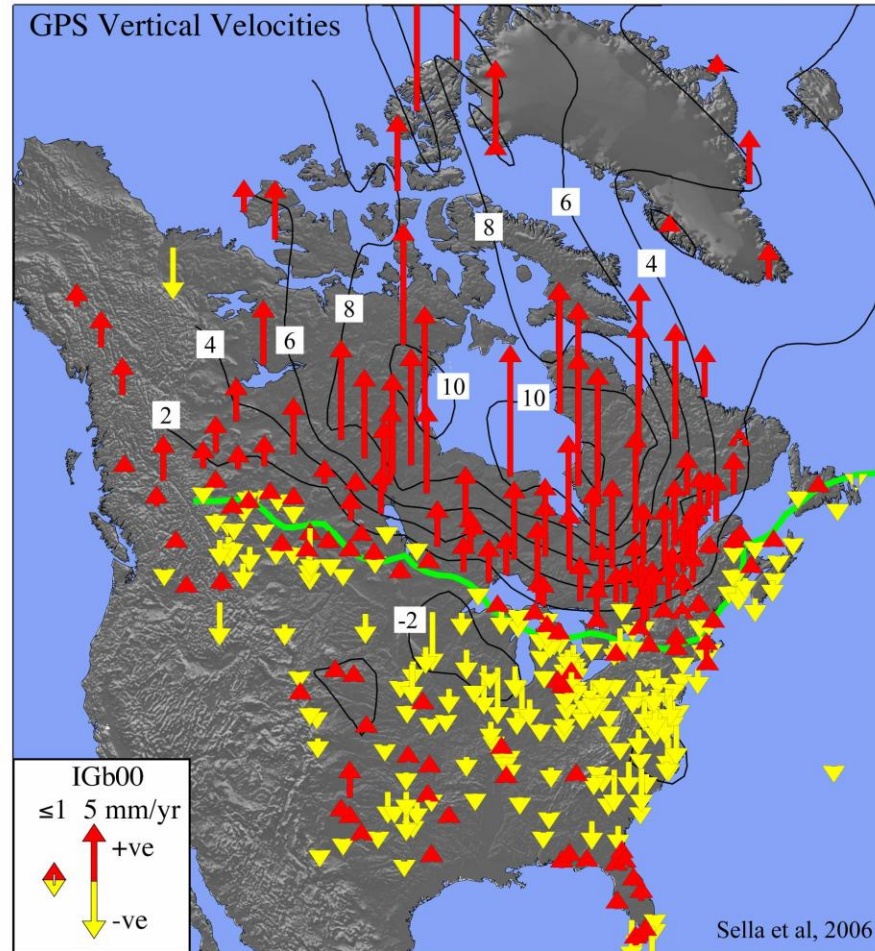 GPS Vertical Velocities
6
8
4
8
6
4
10
10
2
-2
IGb00
≤1 5 mm/yr
+ve
-ve
Sella et al, 2006